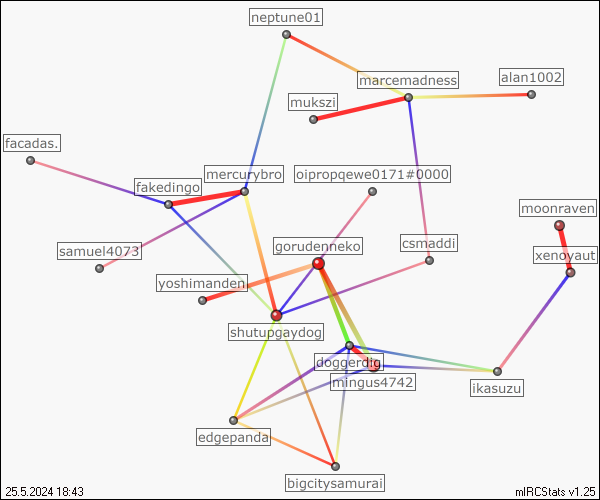 neptune01
marcemadness
alan1002
mukszi
facadas.
mercurybro
oipropqewe0171#0000
fakedingo
moonraven
samuel4073
gorudenneko
csmaddi
xenoyaut
yoshimanden
shutupgaydog
doggerdig
mingus4742
ikasuzu
edgepanda
bigcitysamurai
25.5.2024 18:43
mIRCStats v1.25